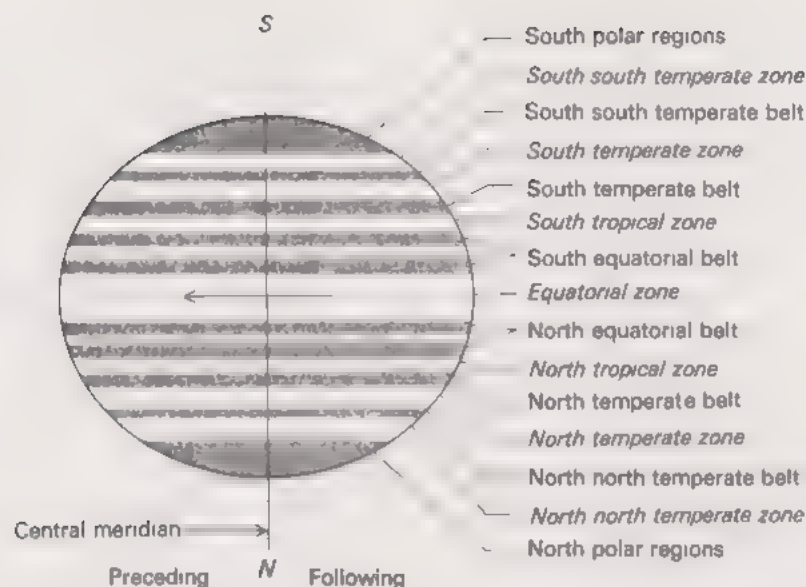 S
South polar regions
South south temperate zone
South south temperate belt
South temperate zone
South temperate belt
South tropical zone
South equatorial belt
Equatorial zone
North equatorial belt
North tropical zone
North temperate belt
North temperate zone
North north temperate belt
North north temperate zone
North polar regions
Central meridian
Preceding N Following